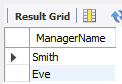 Result Grid
ManagerName
Smith
Eve